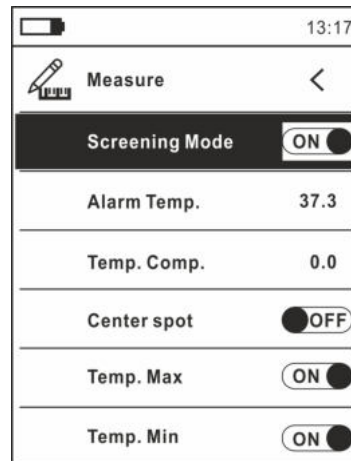 13:17
Measure <
Screening Mode ON
Alarm Temp. 37.3
Temp. Comp. 0.0
Center spot OFF
Temp. Max ON
Temp. Min ON